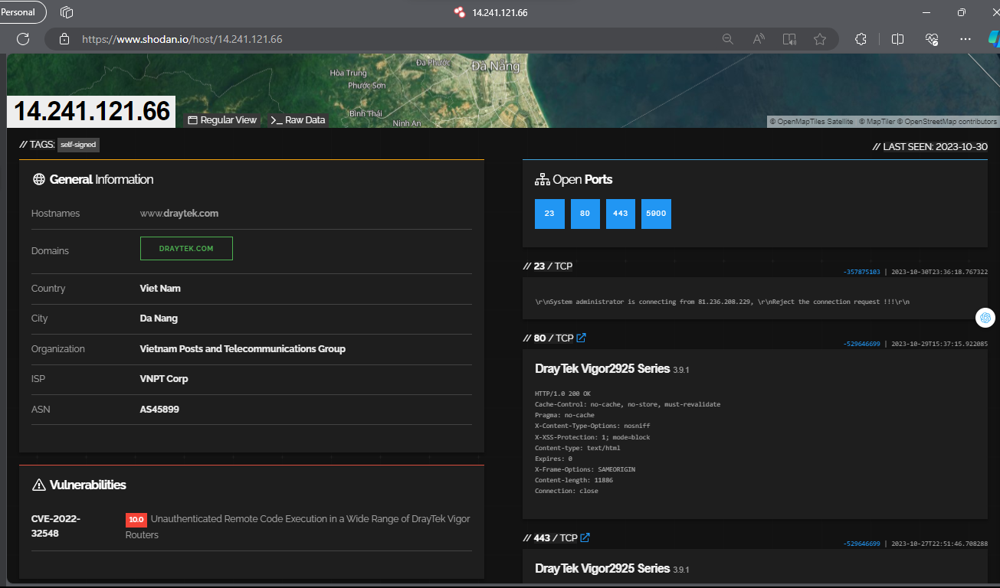 Personal
14.241.121.66
https://www.shodan.io/host/14.241.121.66
Hòa Trung
Đa Phước
Đà Nẵng
Phước Sơn
Bình Thái
Ninh An
14.241.121.66
Regular View
>_ Raw Data
© OpenMapTiles Satellite © MapTiler © OpenStreetMap contributors
// TAGS: self-signed
// LAST SEEN: 2023-10-30
General Information
Hostnames www.draytek.com
Domains DRAYTEK.COM
Country Viet Nam
City Da Nang
Organization Vietnam Posts and Telecommunications Group
ISP VNPT Corp
ASN AS45899
Vulnerabilities
CVE-2022-
32548
10.0 Unauthenticated Remote Code Execution in a Wide Range of DrayTek Vigor
Routers
Open Ports
23 80 443 5900
// 23 / TCP
-357875103 | 2023-10-30T23:36:18.767322
\r\nSystem administrator is connecting from 81.236.208.229, \r\nReject the connection request !!!\r\n
// 80 / TCP
-529646699 | 2023-10-29T15:37:15.922085
DrayTek Vigor2925 Series 3.9.1
HTTP/1.0 200 OK
Cache-Control: no-cache, no-store, must-revalidate
Pragma: no-cache
X-Content-Type-Options: nosniff
X-XSS-Protection: 1; mode=block
Content-type: text/html
Expires: 0
X-Frame-Options: SAMEORIGIN
Content-length: 11886
Connection: close
// 443 / TCP
-529646699 | 2023-10-27T22:51:46.708288
DrayTek Vigor2925 Series 3.9.1